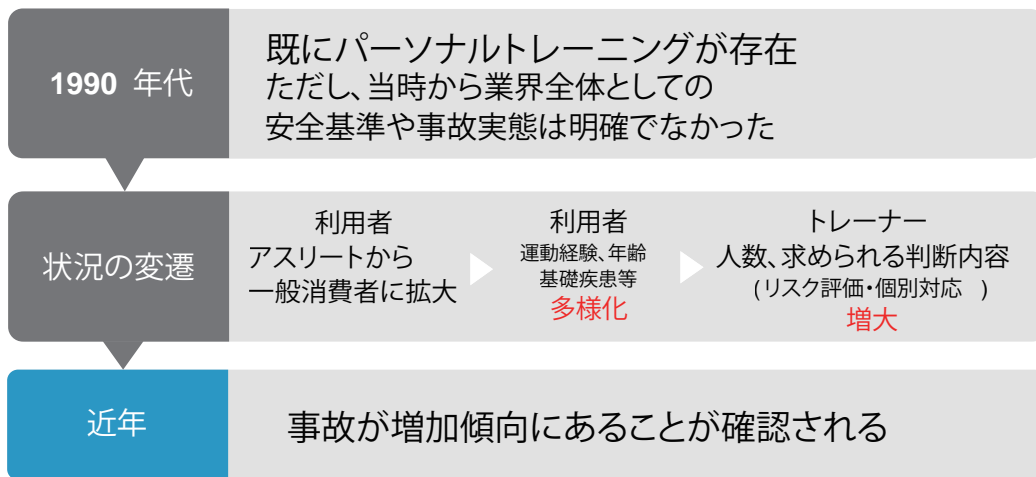 1990 年代
既にパーソナルトレーニングが存在
ただし、当時から業界全体としての
安全基準や事故実態は明確でなかった
状況の変遷
利用者
アスリートから
一般消費者に拡大
利用者
運動経験、年齢
基礎疾患等
多様化
トレーナー
人数、求められる判断内容
(リスク評価・個別対応 )
増大
近年
事故が増加傾向にあることが確認される